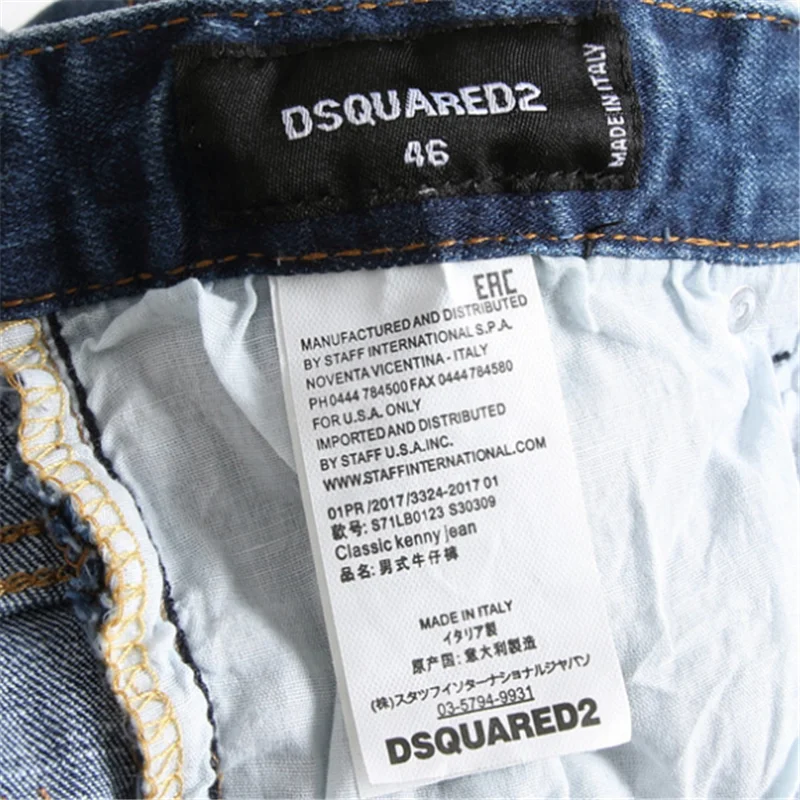 DSQUARED2
46
MADE IN ITALY
EAC
MANUFACTURED AND DISTRIBUTED
BY STAFF INTERNATIONAL S.P.A.
NOVENTA VICENTINA - ITALY
PH 0444 784500 FAX 0444 784580
FOR U.S.A. ONLY
IMPORTED AND DISTRIBUTED
BY STAFF U.S.A.INC.
WWW.STAFFINTERNATIONAL.COM
01PR /2017/3324-2017 01
款号: S71LB0123 S30309
Classic kenny jean
品名: 男式牛仔裤
MADE IN ITALY
イタリア製
原产国: 意大利製造
(株)スタッフインターナショナルジャパン
03-5794-9931
DSQUARED2